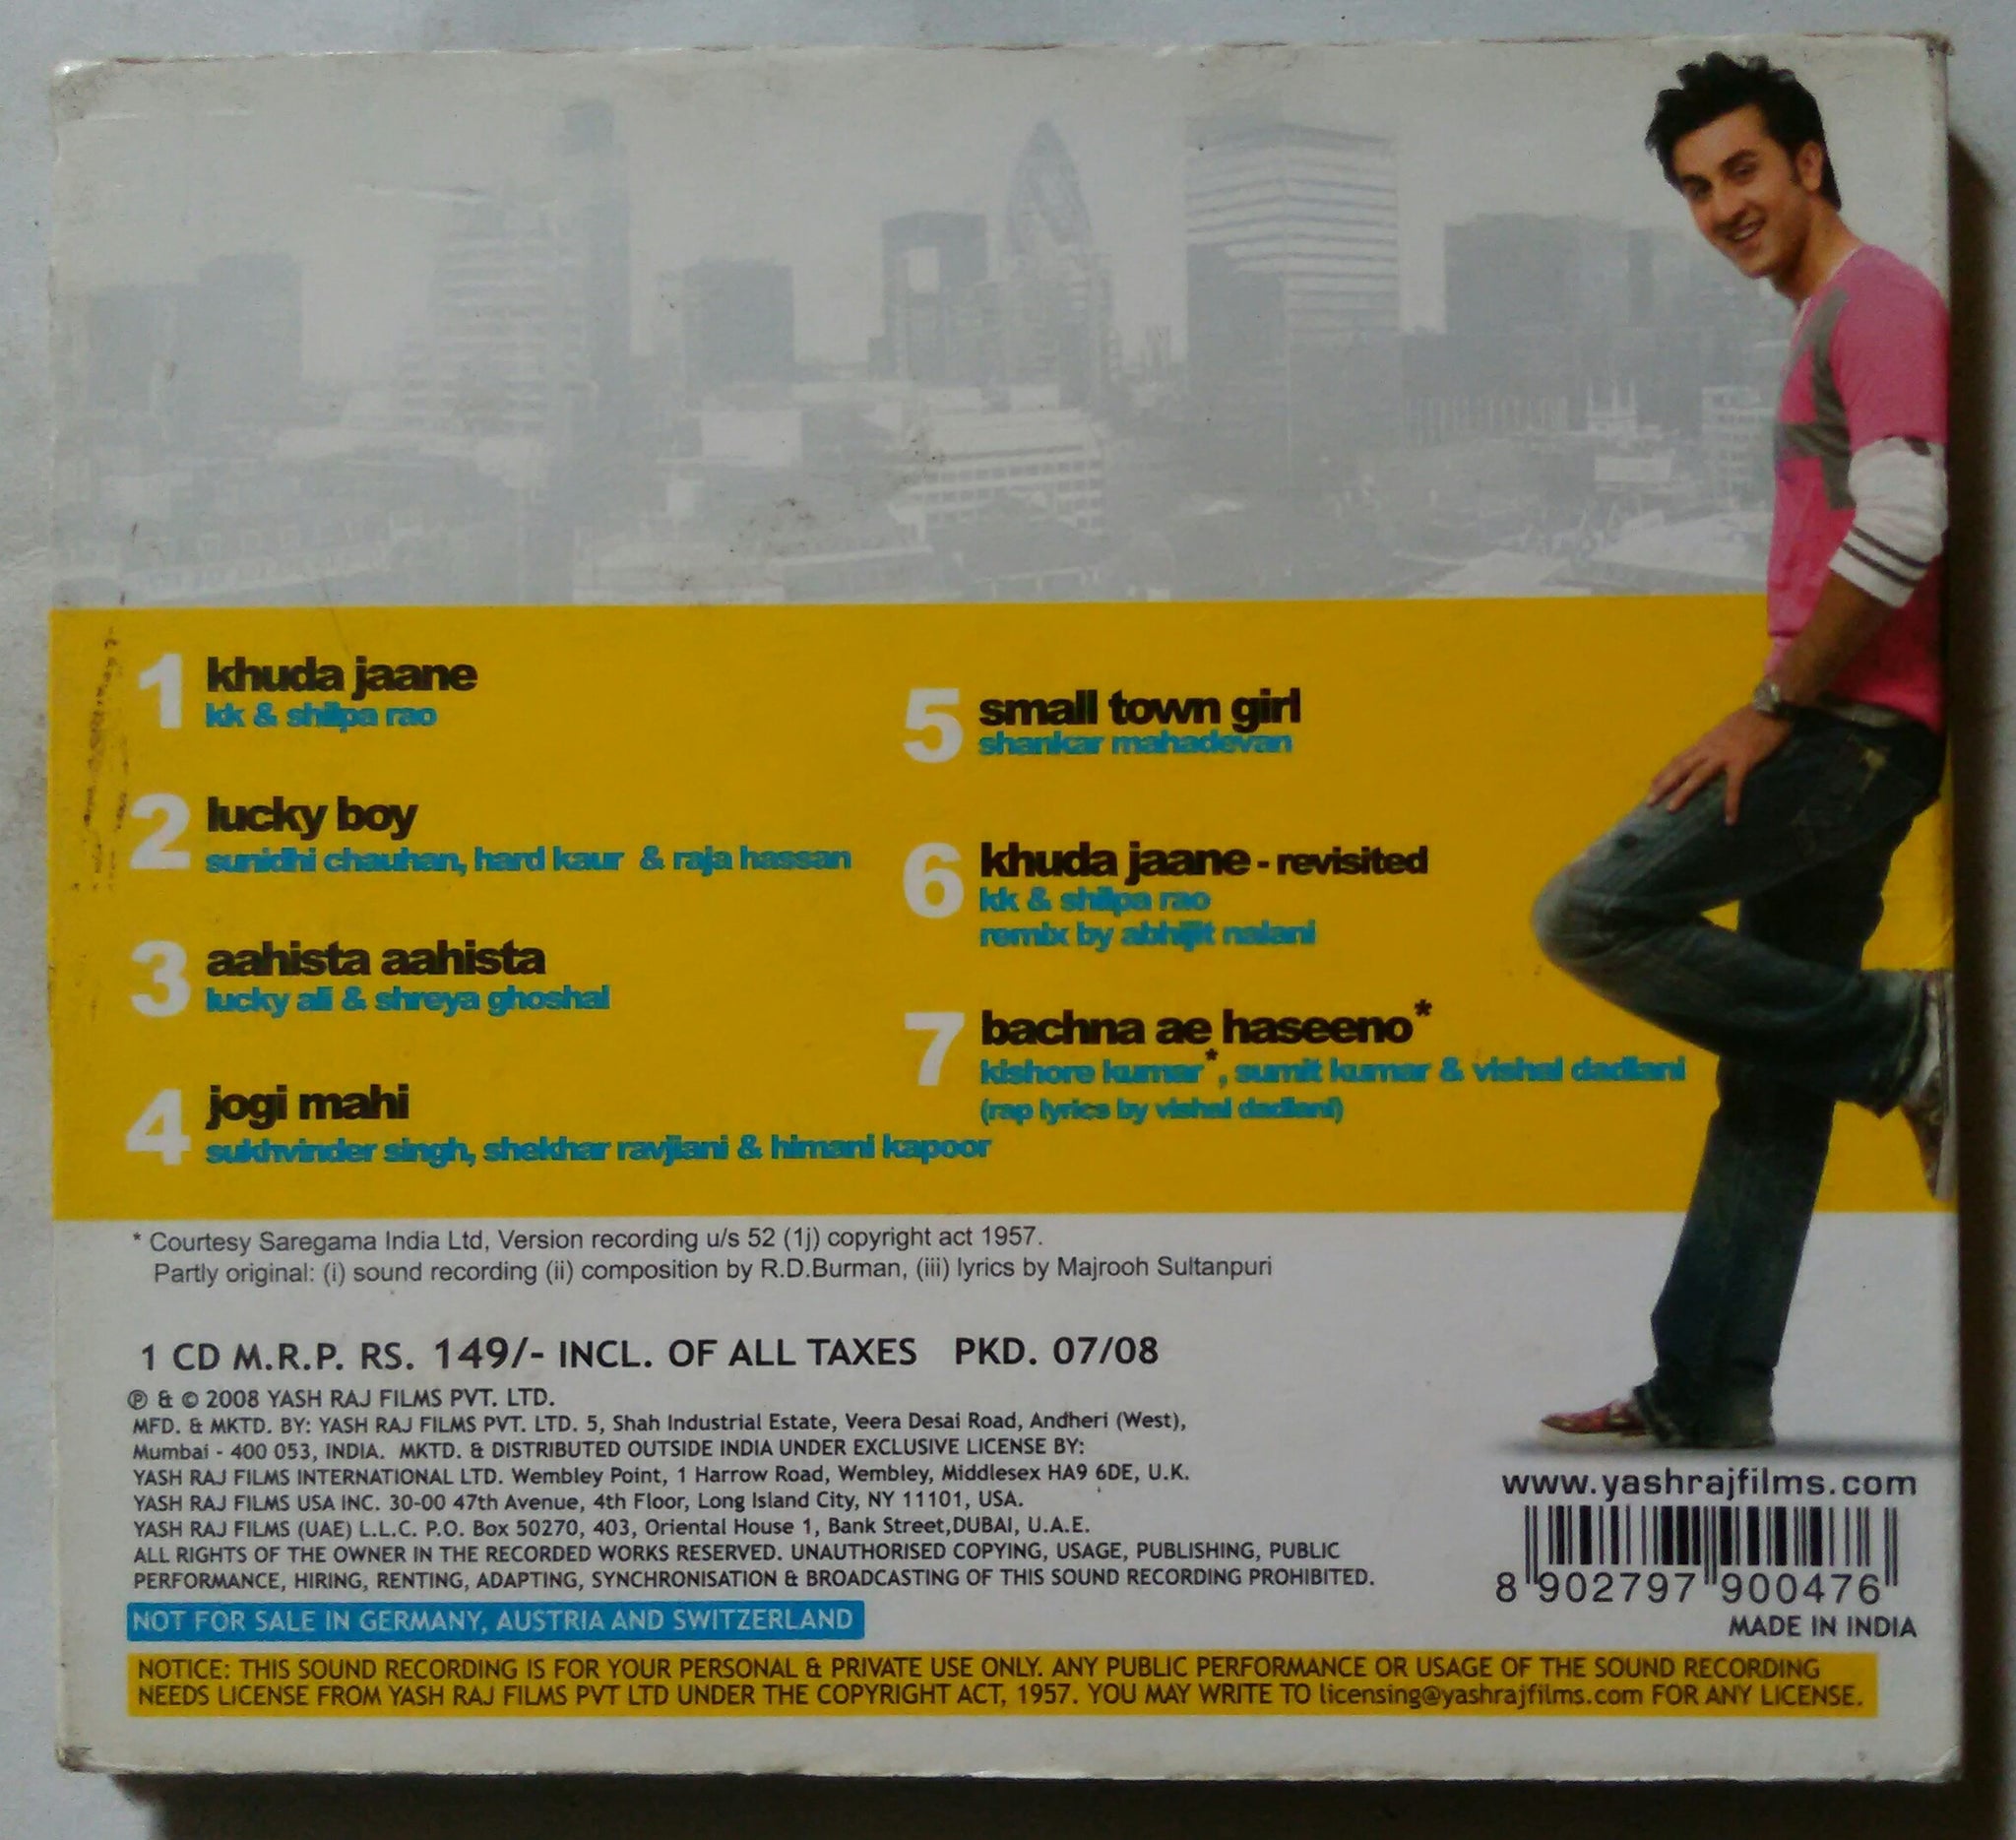 1 khuda jaane
kk & shilpa rao
2 lucky boy
sunidhi chauhan, hard kaur & raja hassan
3 aahista aahista
lucky ali & shreya ghoshal
4 jogi mahi
sukhvinder singh, shekhar ravjiani & himani kapoor
5 small town girl
shankar mahadevan
6 khuda jaane - revisited
kk & shilpa rao
remix by abhijit nalani
7 bachna ae haseeno*
kishore kumar*, sumit kumar & vishal dadlani
(rap lyrics by vishal dadlani)
* Courtesy Saregama India Ltd, Version recording u/s 52 (1j) copyright act 1957.
Partly original: (i) sound recording (ii) composition by R.D.Burman, (iii) lyrics by Majrooh Sultanpuri
1 CD M.R.P. RS. 149/- INCL. OF ALL TAXES PKD. 07/08
℗ & © 2008 YASH RAJ FILMS PVT. LTD.
MFD. & MKTD. BY: YASH RAJ FILMS PVT. LTD. 5, Shah Industrial Estate, Veera Desai Road, Andheri (West),
Mumbai - 400 053, INDIA. MKTD. & DISTRIBUTED OUTSIDE INDIA UNDER EXCLUSIVE LICENSE BY:
YASH RAJ FILMS INTERNATIONAL LTD. Wembley Point, 1 Harrow Road, Wembley, Middlesex HA9 6DE, U.K.
YASH RAJ FILMS USA INC. 30-00 47th Avenue, 4th Floor, Long Island City, NY 11101, USA.
YASH RAJ FILMS (UAE) L.L.C. P.O. Box 50270, 403, Oriental House 1, Bank Street,DUBAI, U.A.E.
ALL RIGHTS OF THE OWNER IN THE RECORDED WORKS RESERVED. UNAUTHORISED COPYING, USAGE, PUBLISHING, PUBLIC
PERFORMANCE, HIRING, RENTING, ADAPTING, SYNCHRONISATION & BROADCASTING OF THIS SOUND RECORDING PROHIBITED.
NOT FOR SALE IN GERMANY, AUSTRIA AND SWITZERLAND
www.yashrajfilms.com
8 902797 900476
MADE IN INDIA
NOTICE: THIS SOUND RECORDING IS FOR YOUR PERSONAL & PRIVATE USE ONLY. ANY PUBLIC PERFORMANCE OR USAGE OF THE SOUND RECORDING
NEEDS LICENSE FROM YASH RAJ FILMS PVT LTD UNDER THE COPYRIGHT ACT, 1957. YOU MAY WRITE TO licensing@yashrajfilms.com FOR ANY LICENSE.